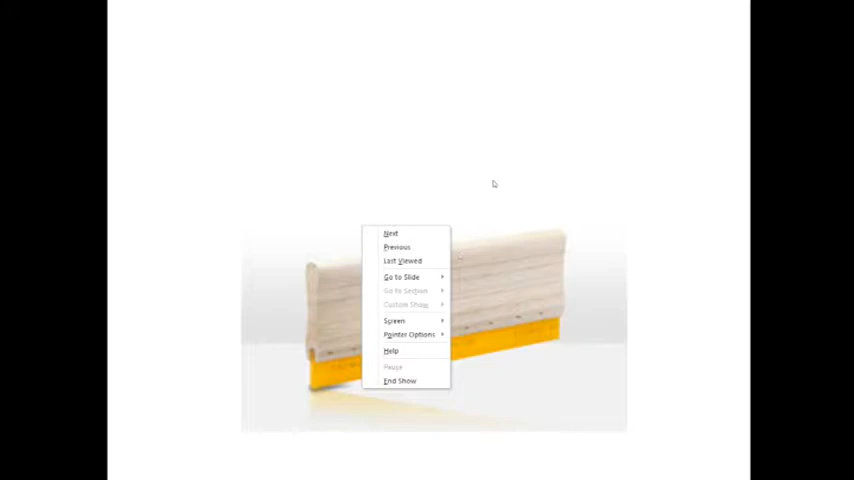 Next
Previous
Last Viewed
Go to Slide
Go to Section
Custom Show
Screen
Pointer Options
Help
Pause
End Show